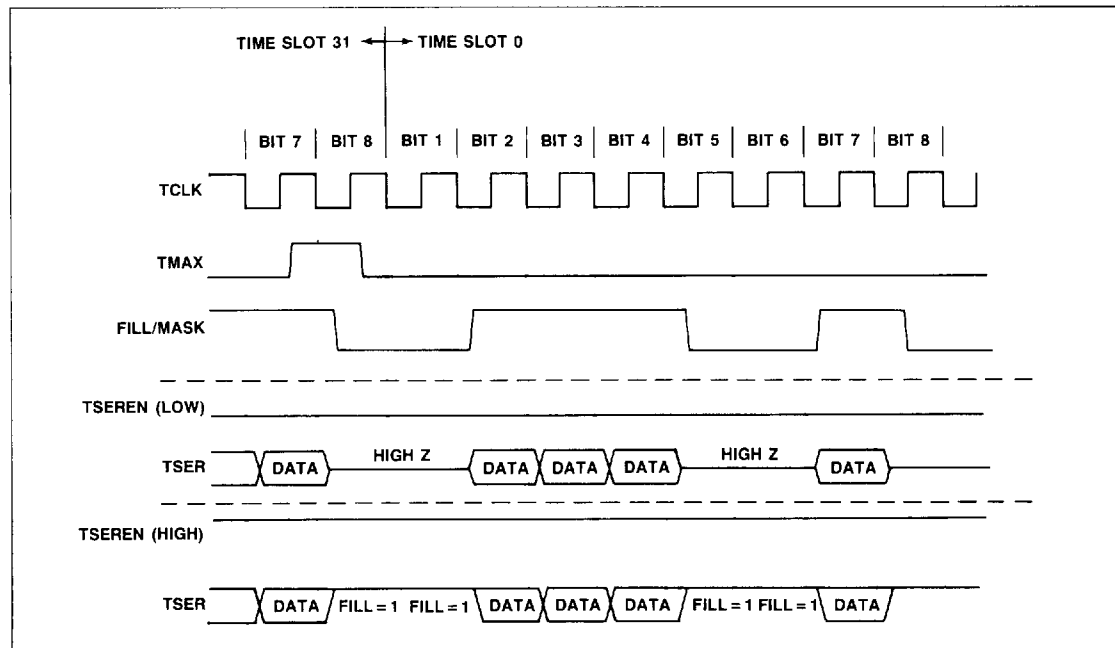 TIME SLOT 31 TIME SLOT 0
BIT 7 BIT 8 BIT 1 BIT 2 BIT 3 BIT 4 BIT 5 BIT 6 BIT 7 BIT 8
TCLK
TMAX
FILL/MASK
TSEREN (LOW)
TSER DATA HIGH Z DATA DATA DATA HIGH Z DATA
TSEREN (HIGH)
TSER DATA FILL = 1 FILL = 1 DATA DATA DATA FILL = 1 FILL = 1 DATA